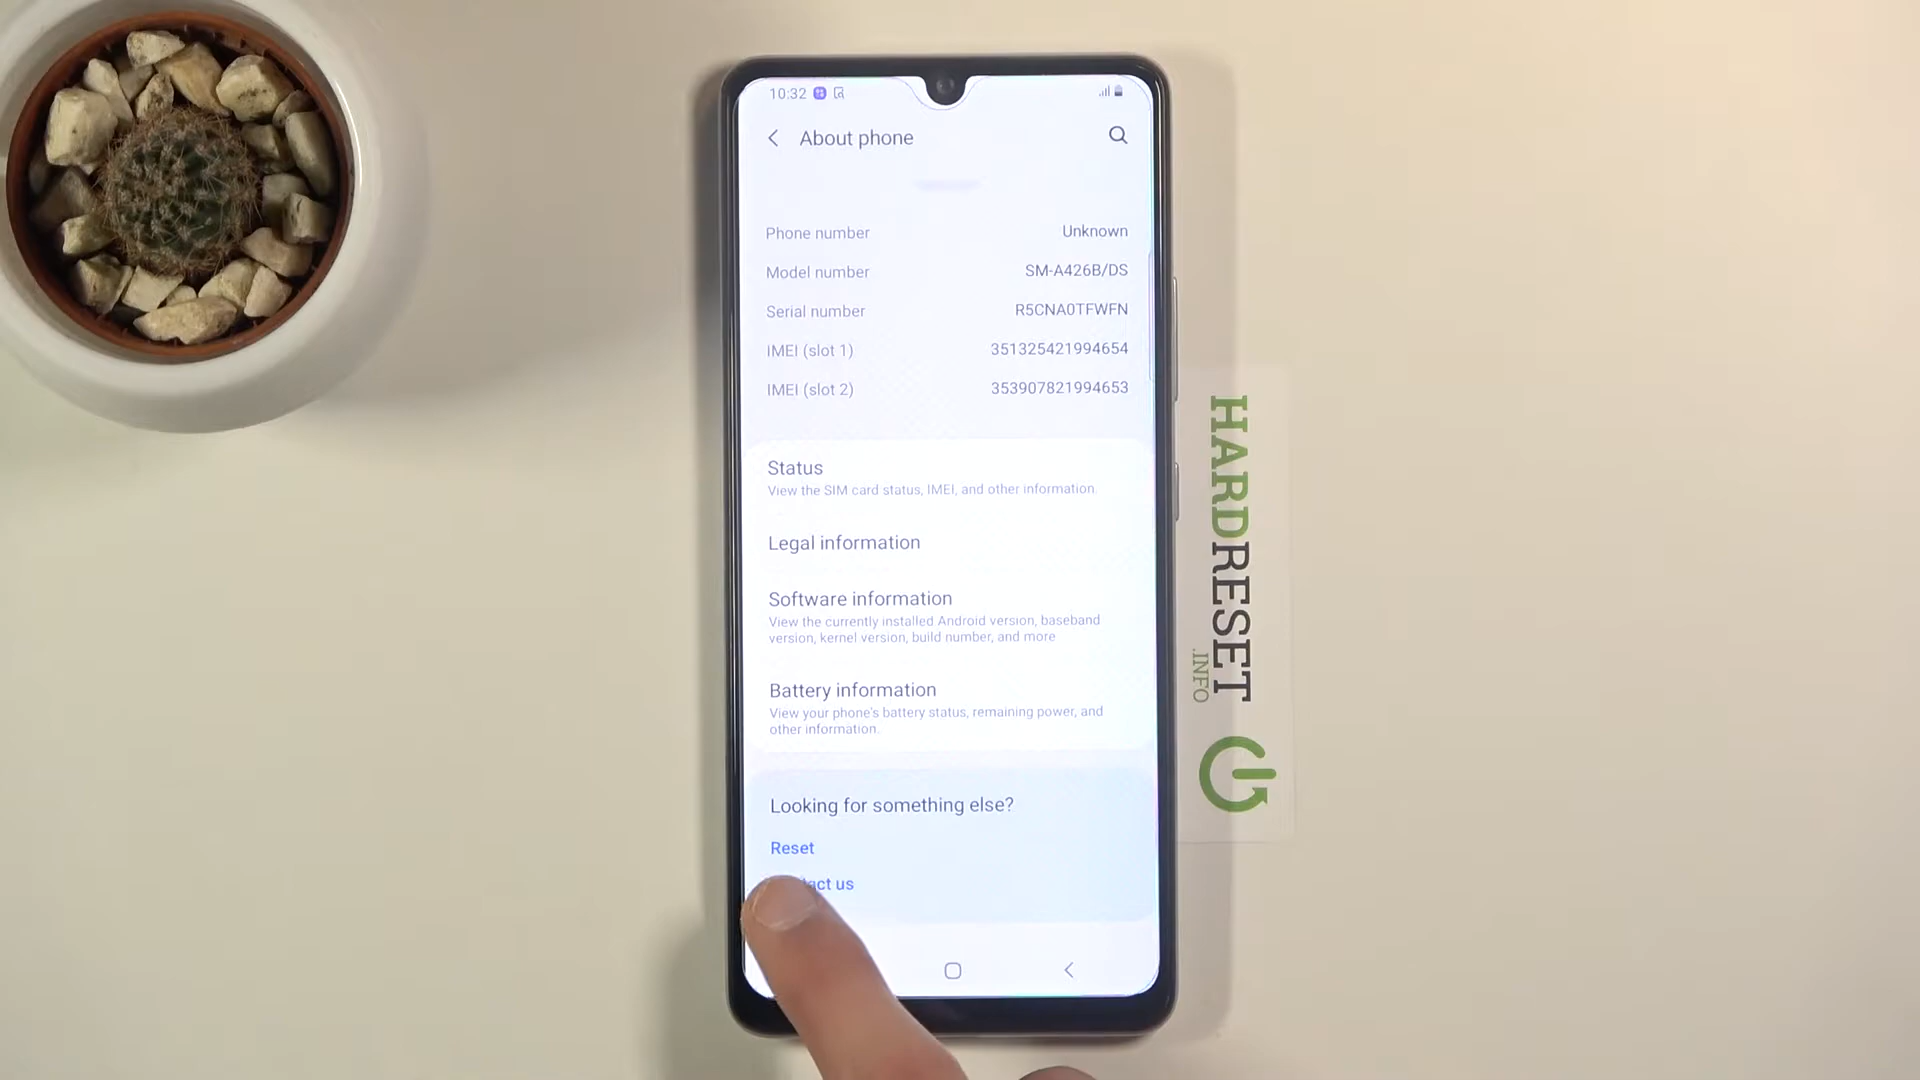 10:32
About phone
Phone number Unknown
Model number SM-A426B/DS
Serial number R5CNA0TFWFN
IMEI (slot 1) 351325421994654
IMEI (slot 2) 353907821994653
Status
View the SIM card status, IMEI, and other information.
Legal information
Software information
View the currently installed Android version, baseband
version, kernel version, build number, and more
Battery information
View your phone's battery status, remaining power, and
other information.
Looking for something else?
Reset
us
HARDRESET
.INFO